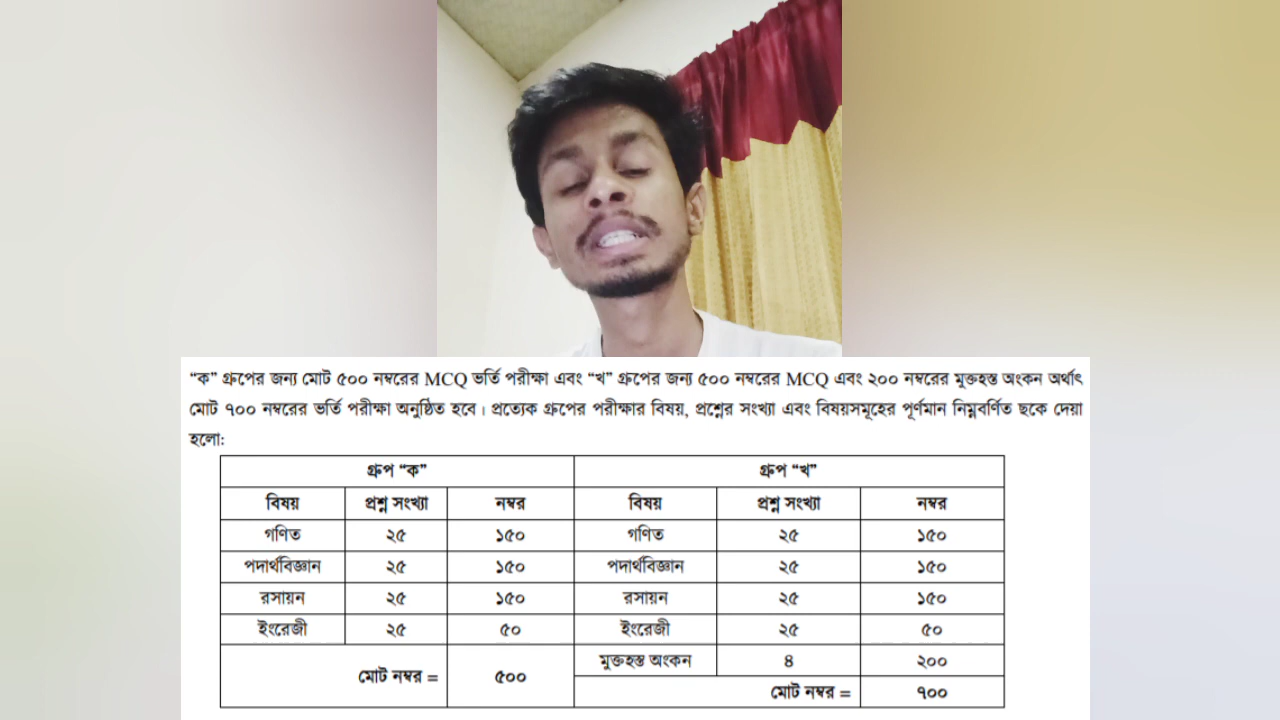 “ক” গ্রুপের জন্য মোট ৫০০ নম্বরের MCQ ভর্তি পরীক্ষা এবং “খ” গ্রুপের জন্য ৫০০ নম্বরের MCQ এবং ২০০ নম্বরের মুক্তহস্ত অংকন অর্থাৎ
মোট ৭০০ নম্বরের ভর্তি পরীক্ষা অনুষ্ঠিত হবে। প্রত্যেক গ্রুপের পরীক্ষার বিষয়, প্রশ্নের সংখ্যা এবং বিষয়সমূহের পূর্ণমান নিম্নবর্ণিত ছকে দেয়া
হলো:
গ্রুপ “ক” গ্রুপ “খ”
বিষয় প্রশ্ন সংখ্যা নম্বর বিষয় প্রশ্ন সংখ্যা নম্বর
গণিত ২৫ ১৫০ গণিত ২৫ ১৫০
পদার্থবিজ্ঞান ২৫ ১৫০ পদার্থবিজ্ঞান ২৫ ১৫০
রসায়ন ২৫ ১৫০ রসায়ন ২৫ ১৫০
ইংরেজী ২৫ ৫০ ইংরেজী ২৫ ৫০
মোট নম্বর = ৫০০ মুক্তহস্ত অংকন ৪ ২০০
মোট নম্বর = ৭০০